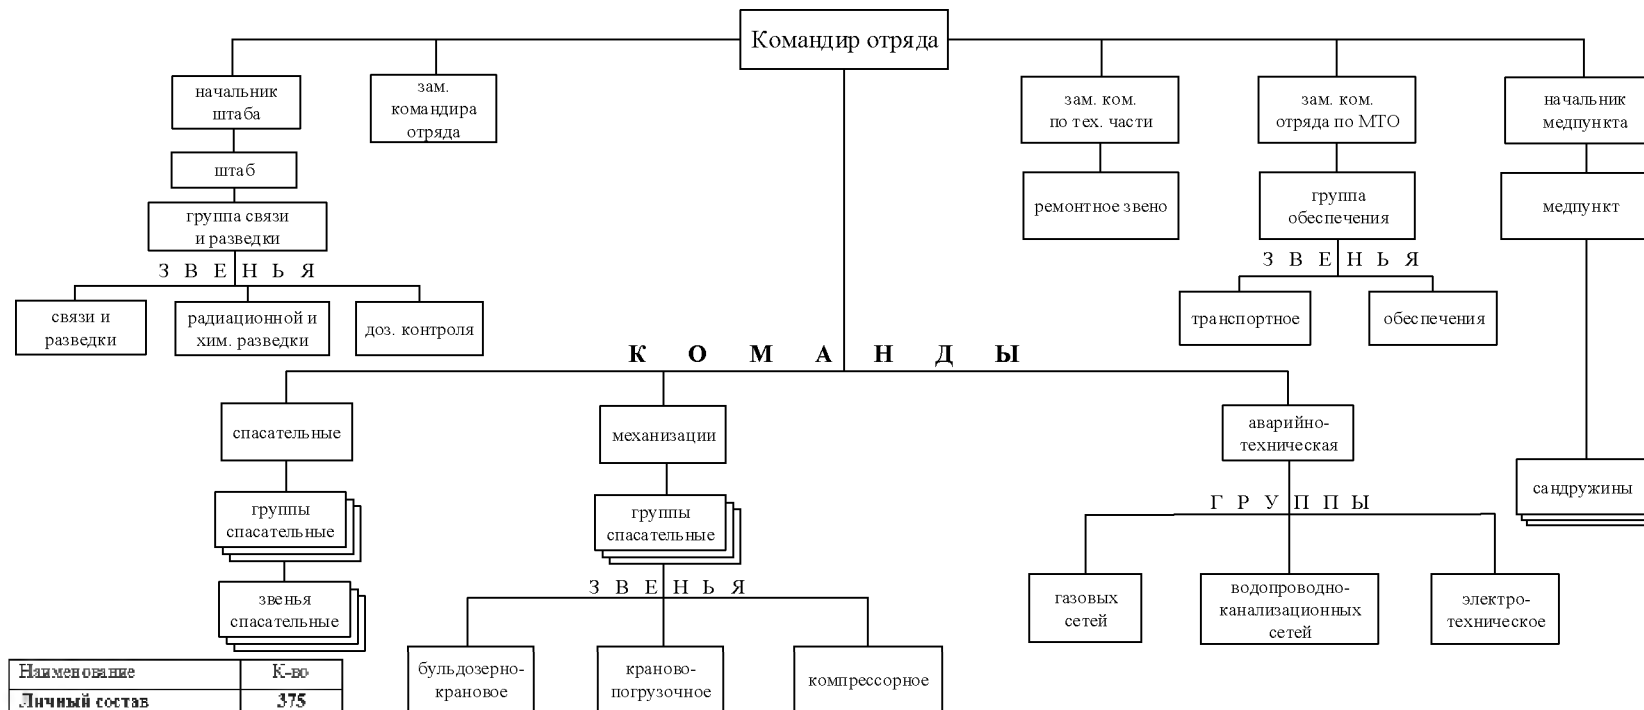 Командир отряда
начальник
штаба
зам.
командира
отряда
зам. ком.
по тех. части
зам. ком.
отряда по МТО
начальник
медпункта
штаб
ремонтное звено
группа
обеспечения
медпункт
группа связи
и разведки
З В Е Н Ь Я
З В Е Н Ь Я
связи и
разведки
радиационной и
хим. разведки
доз. контроля
транспортное
обеспечения
К О М А Н Д Ы
спасательные
механизации
аварийно-
техническая
группы
спасательные
группы
спасательные
Г Р У П П Ы
сандружины
звенья
спасательные
З В Е Н Ь Я
газовых
сетей
водопроводно-
канализационных
сетей
электро-
техническое
бульдозерно-
крановое
краново-
погрузочное
компрессорное
Наименование К-во
Личный состав 375